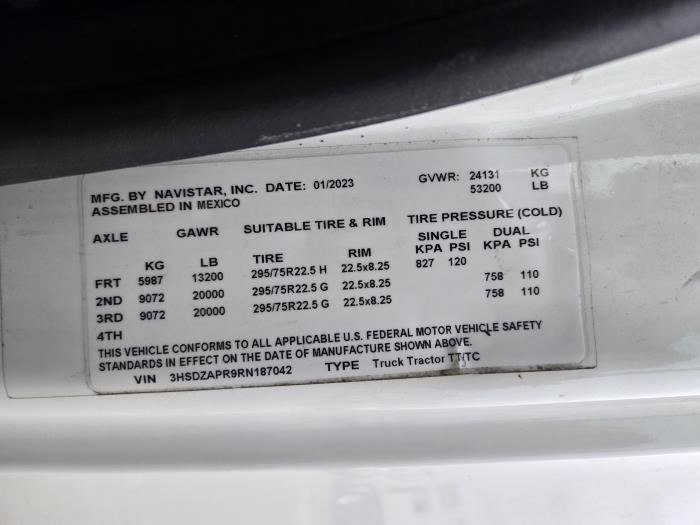 MFG. BY NAVISTAR, INC. DATE: 01/2023 GVWR: 24131 KG
ASSEMBLED IN MEXICO 53200 LB
AXLE GAWR SUITABLE TIRE & RIM TIRE PRESSURE (COLD)
SINGLE DUAL
KG LB TIRE RIM KPA PSI KPA PSI
FRT 5987 13200 295/75R22.5 H 22.5x8.25 827 120
2ND 9072 20000 295/75R22.5 G 22.5x8.25 758 110
3RD 9072 20000 295/75R22.5 G 22.5x8.25 758 110
4TH
THIS VEHICLE CONFORMS TO ALL APPLICABLE U.S. FEDERAL MOTOR VEHICLE SAFETY
STANDARDS IN EFFECT ON THE DATE OF MANUFACTURE SHOWN ABOVE.
VIN 3HSDZAPR9RN187042 TYPE Truck Tractor TT/TC